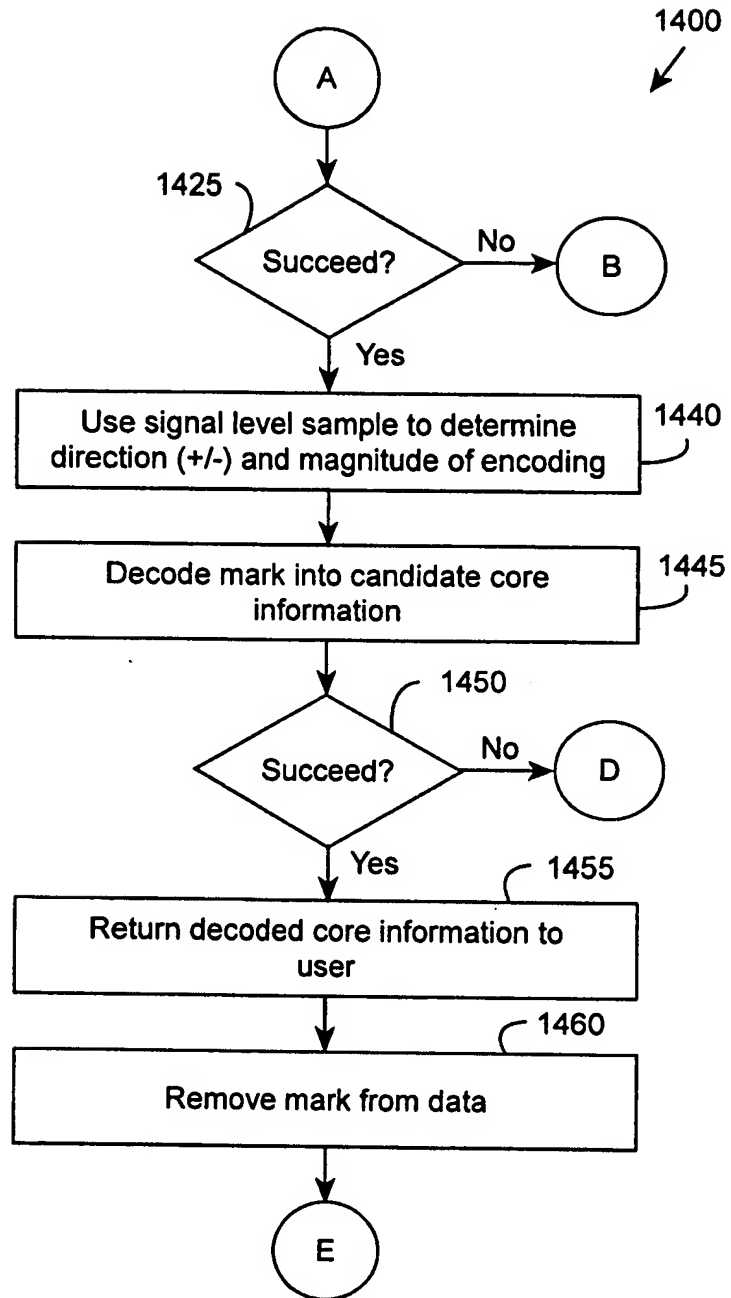 1400
A
1425
Succeed?
No
B
Yes
Use signal level sample to determine
direction (+/-) and magnitude of encoding
1440
Decode mark into candidate core
information
1445
1450
Succeed?
No
D
Yes
1455
Return decoded core information to
user
1460
Remove mark from data
E